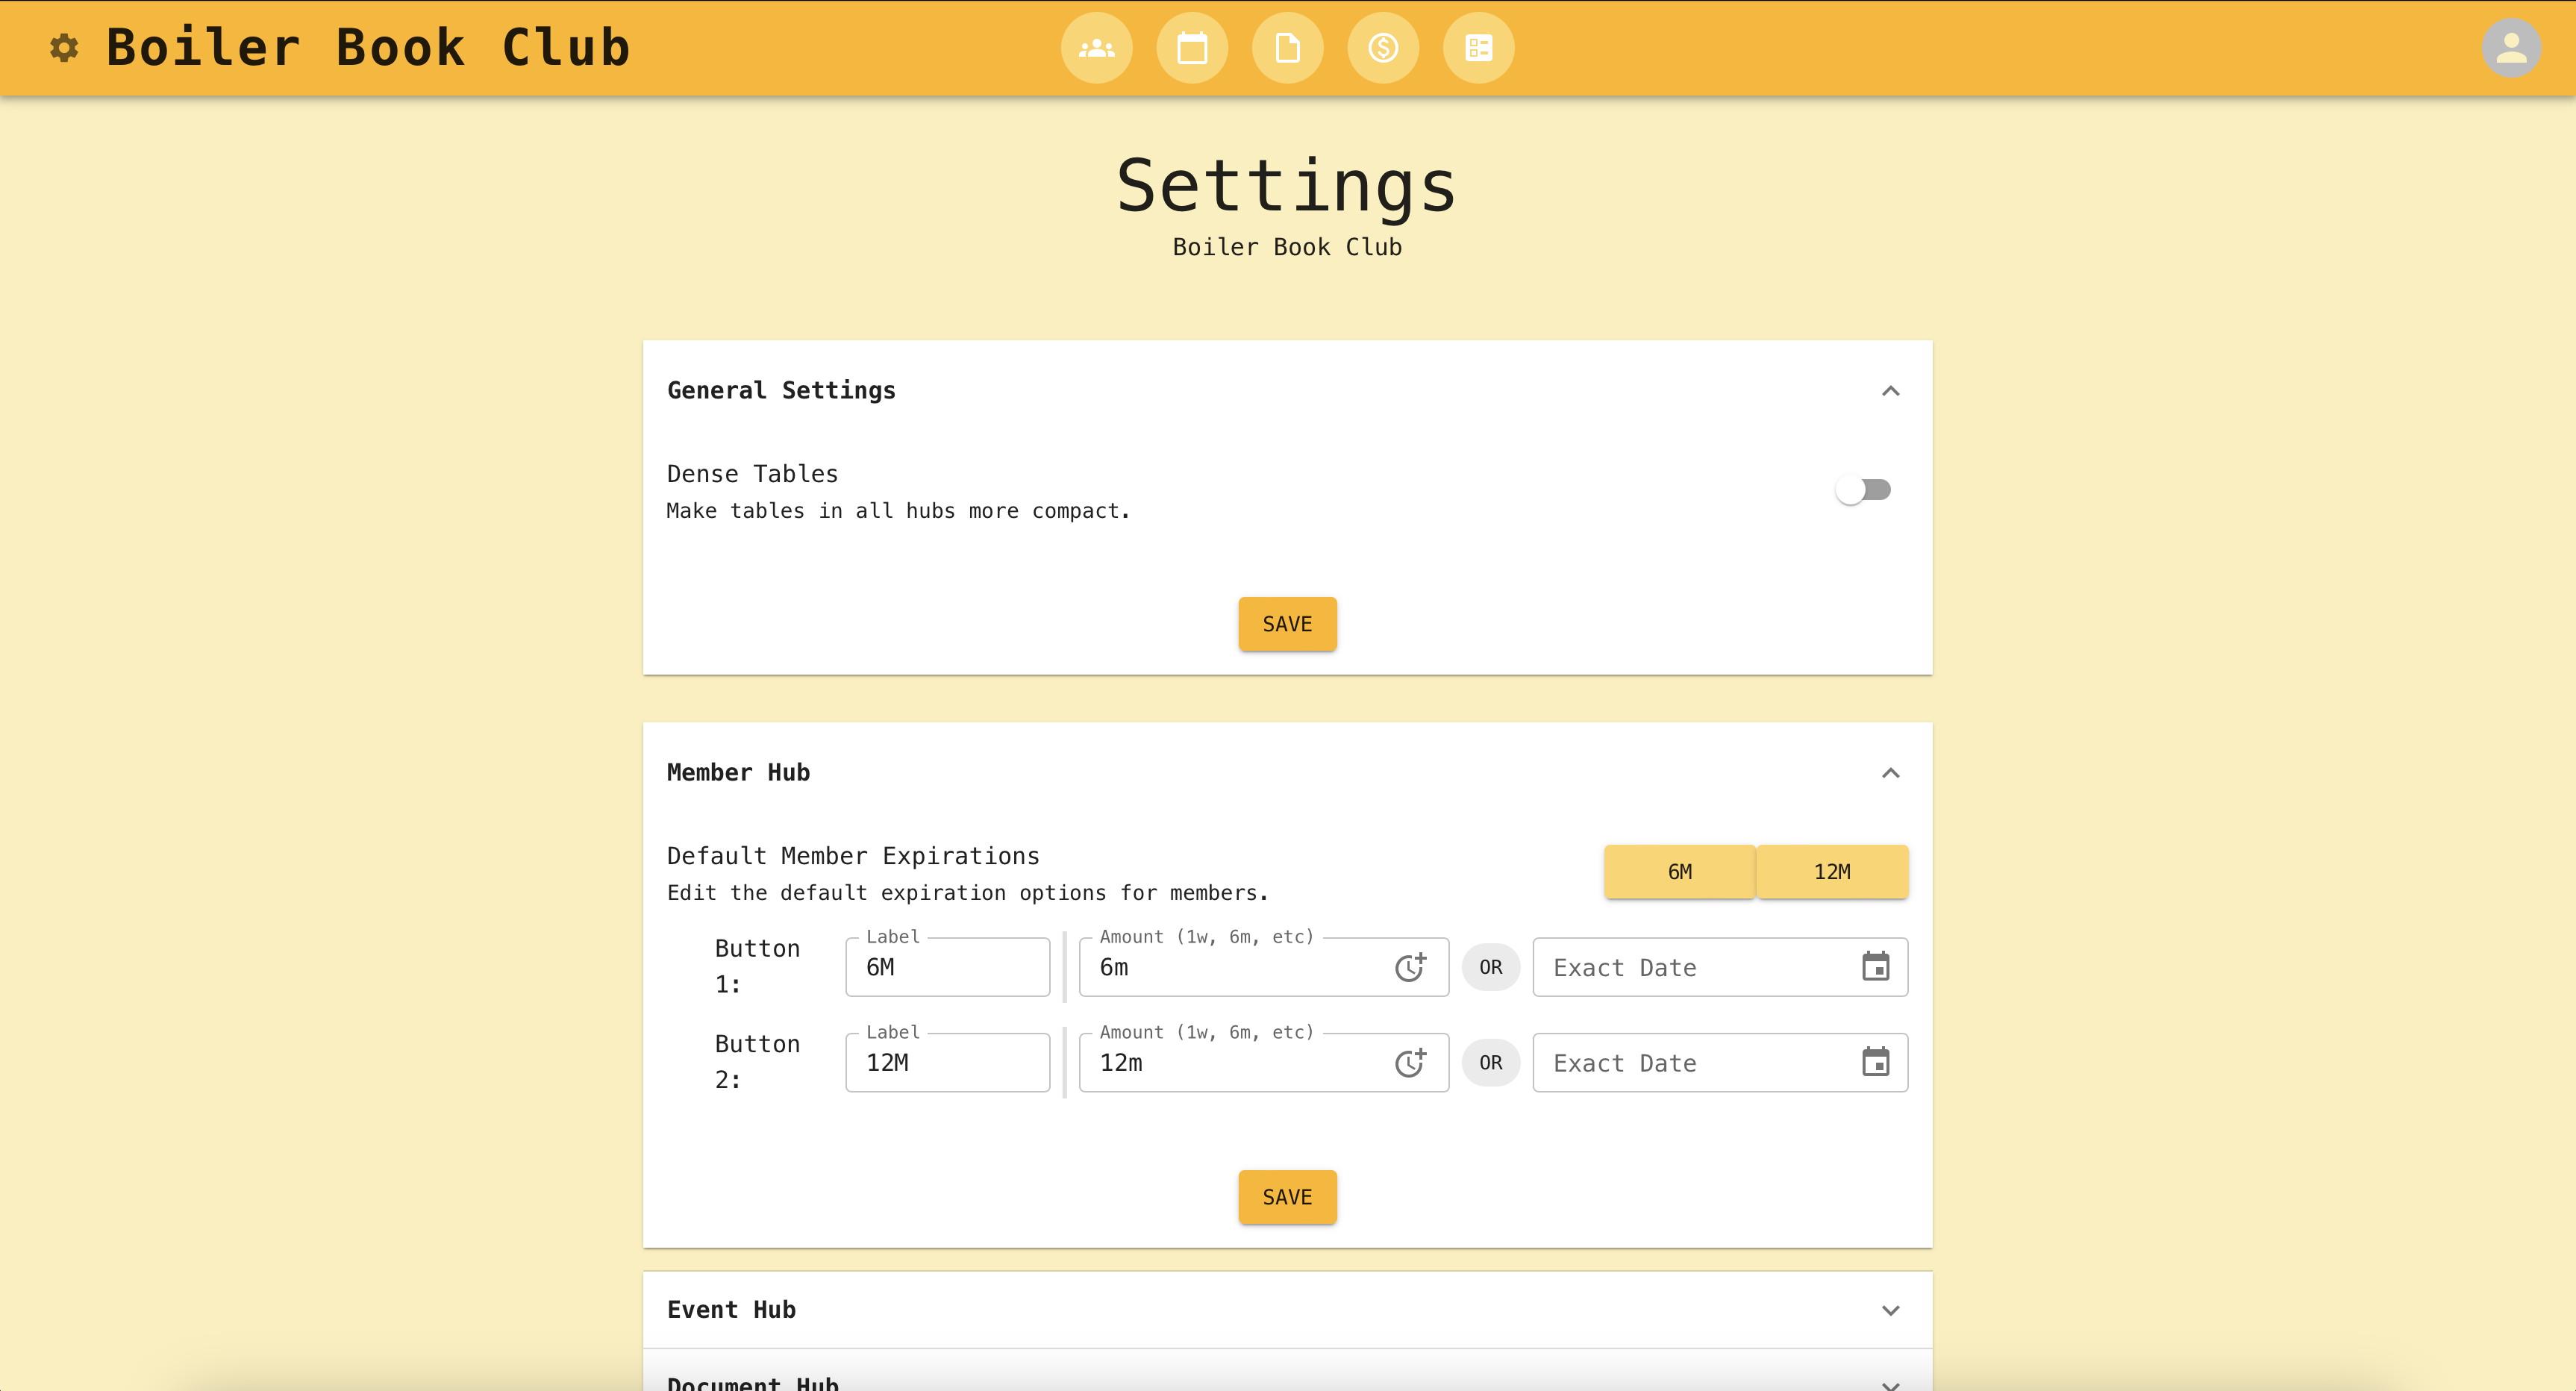 Boiler Book Club
Settings
Boiler Book Club
General Settings
Dense Tables
Make tables in all hubs more compact.
SAVE
Member Hub
Default Member Expirations
Edit the default expiration options for members.
6M 12M
Button 1:
Label
6M
Amount (1w, 6m, etc)
6m
OR
Exact Date
Button 2:
Label
12M
Amount (1w, 6m, etc)
12m
OR
Exact Date
SAVE
Event Hub
Document Hub